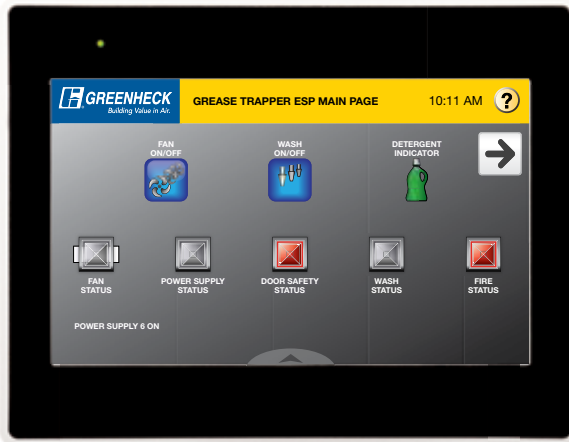 GREENHECK
Building Value in Air.
GREASE TRAPPER ESP MAIN PAGE
10:11 AM
?
FAN
ON/OFF
WASH
ON/OFF
DETERGENT
INDICATOR
FAN
STATUS
POWER SUPPLY
STATUS
DOOR SAFETY
STATUS
WASH
STATUS
FIRE
STATUS
POWER SUPPLY 6 ON